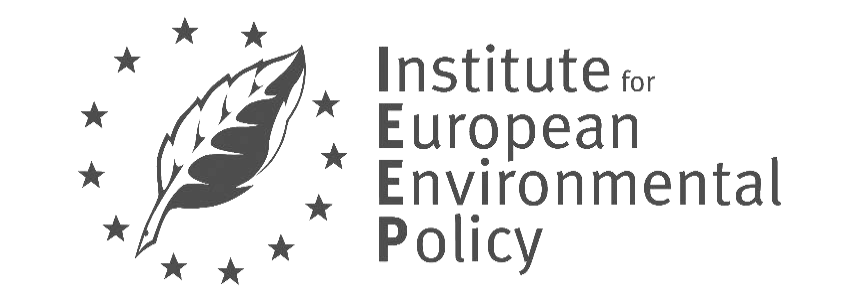 Institute for
European
Environmental
Policy